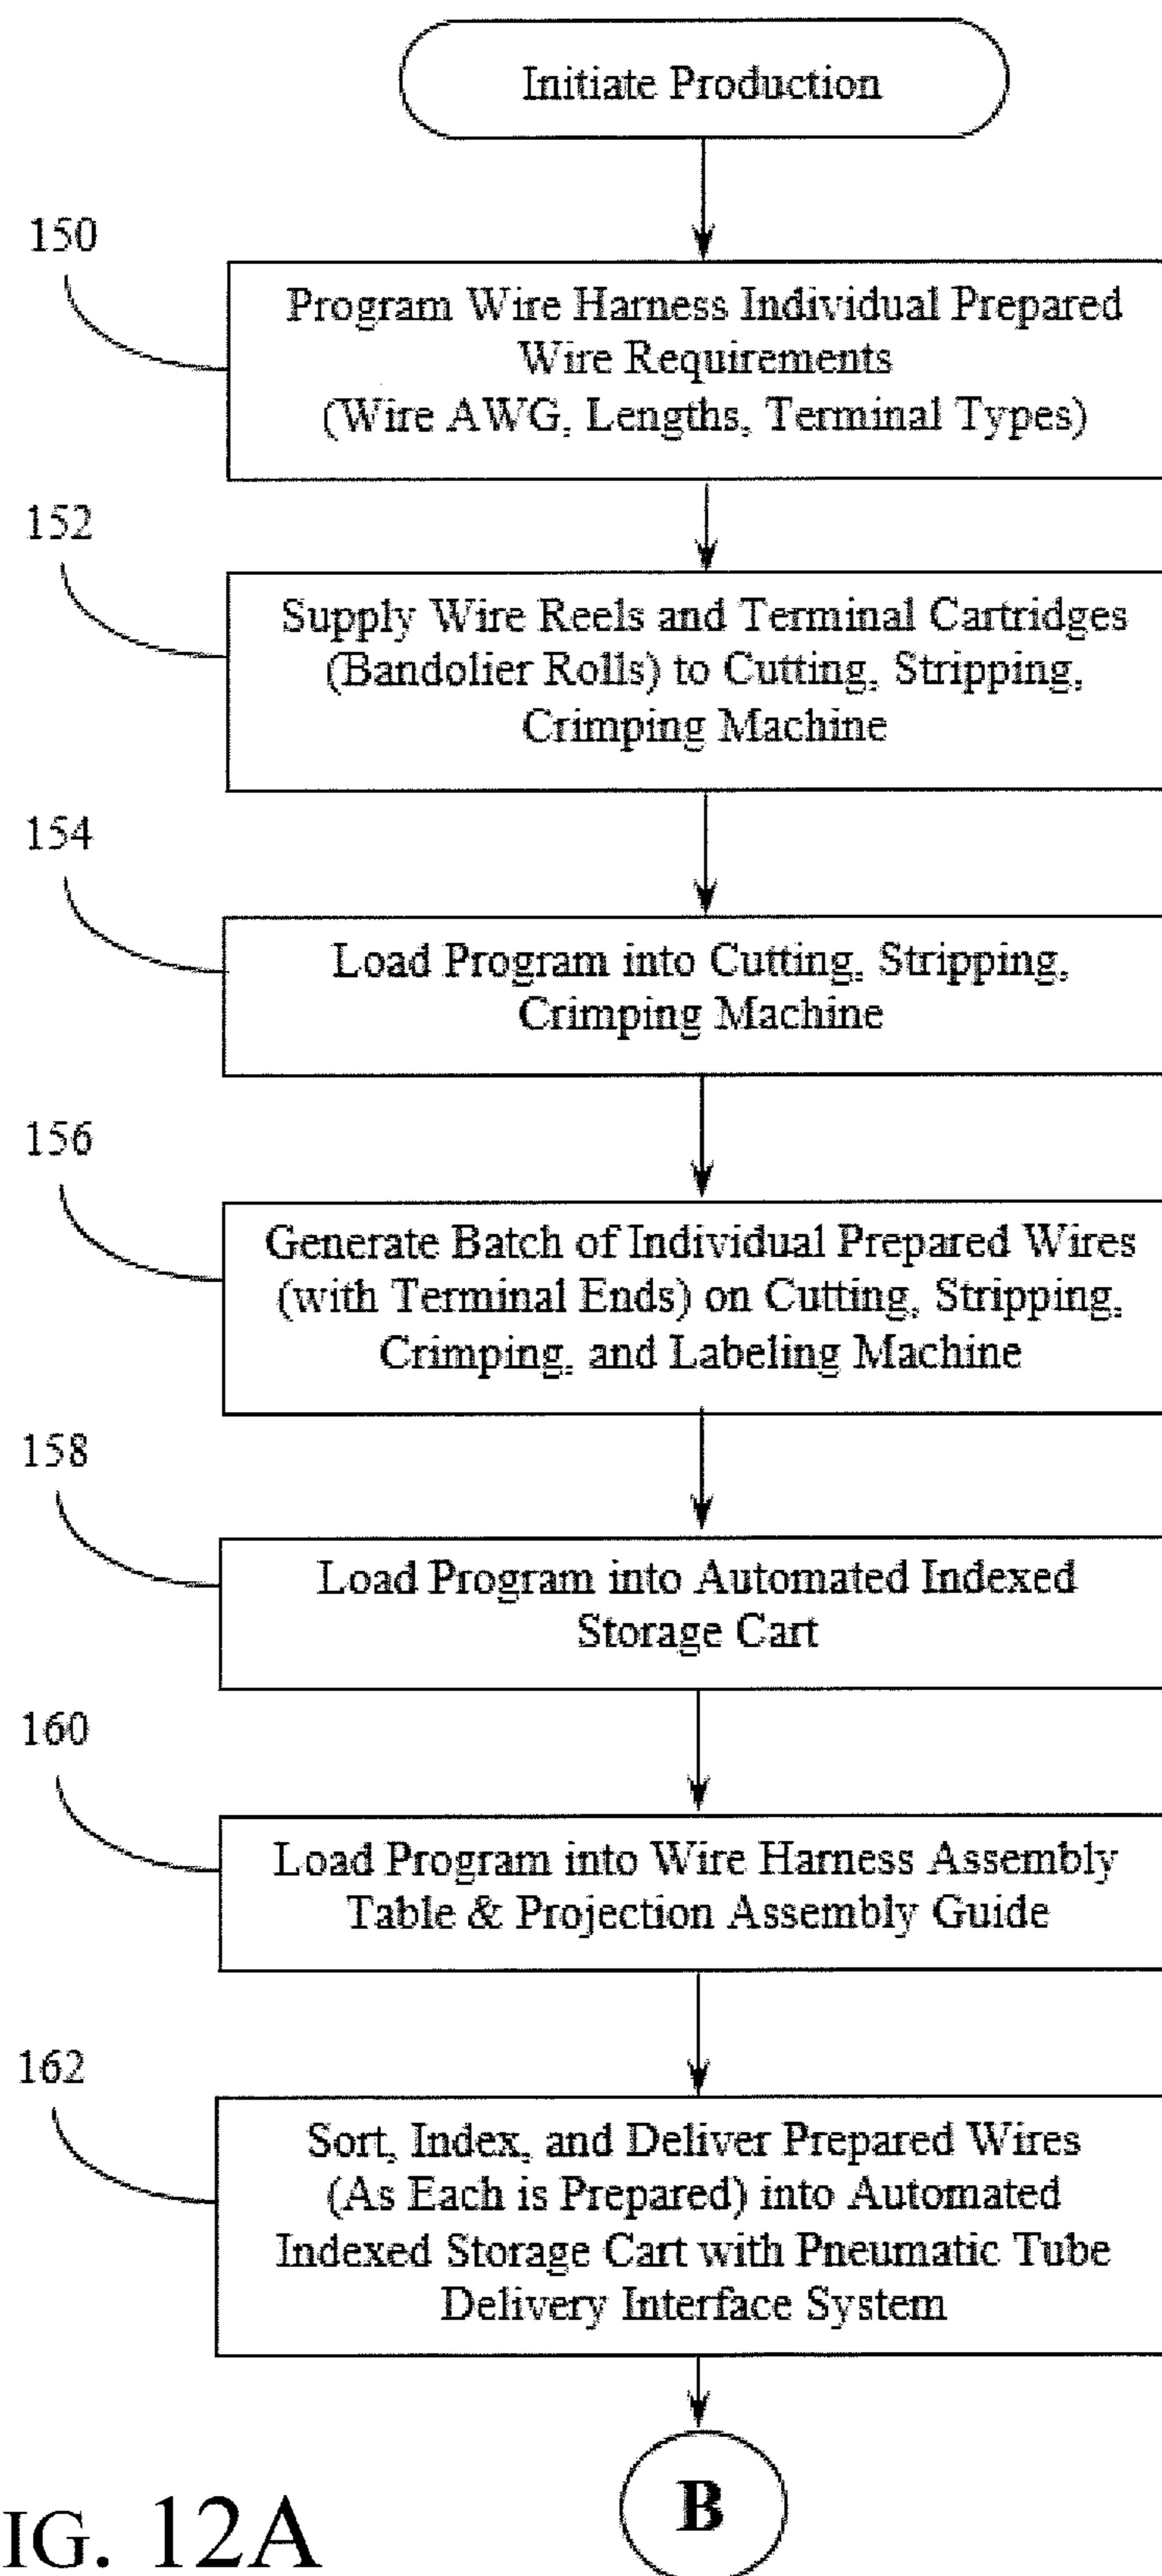 Initiate Production
150
Program Wire Harness Individual Prepared
Wire Requirements
(Wire AWG, Lengths, Terminal Types)
152
Supply Wire Reels and Terminal Cartridges
(Bandolier Rolls) to Cutting, Stripping,
Crimping Machine
154
Load Program into Cutting, Stripping,
Crimping Machine
156
Generate Batch of Individual Prepared Wires
(with Terminal Ends) on Cutting, Stripping,
Crimping, and Labeling Machine
158
Load Program into Automated Indexed
Storage Cart
160
Load Program into Wire Harness Assembly
Table & Projection Assembly Guide
162
Sort, Index, and Deliver Prepared Wires
(As Each is Prepared) into Automated
Indexed Storage Cart with Pneumatic Tube
Delivery Interface System
B
IG. 12A